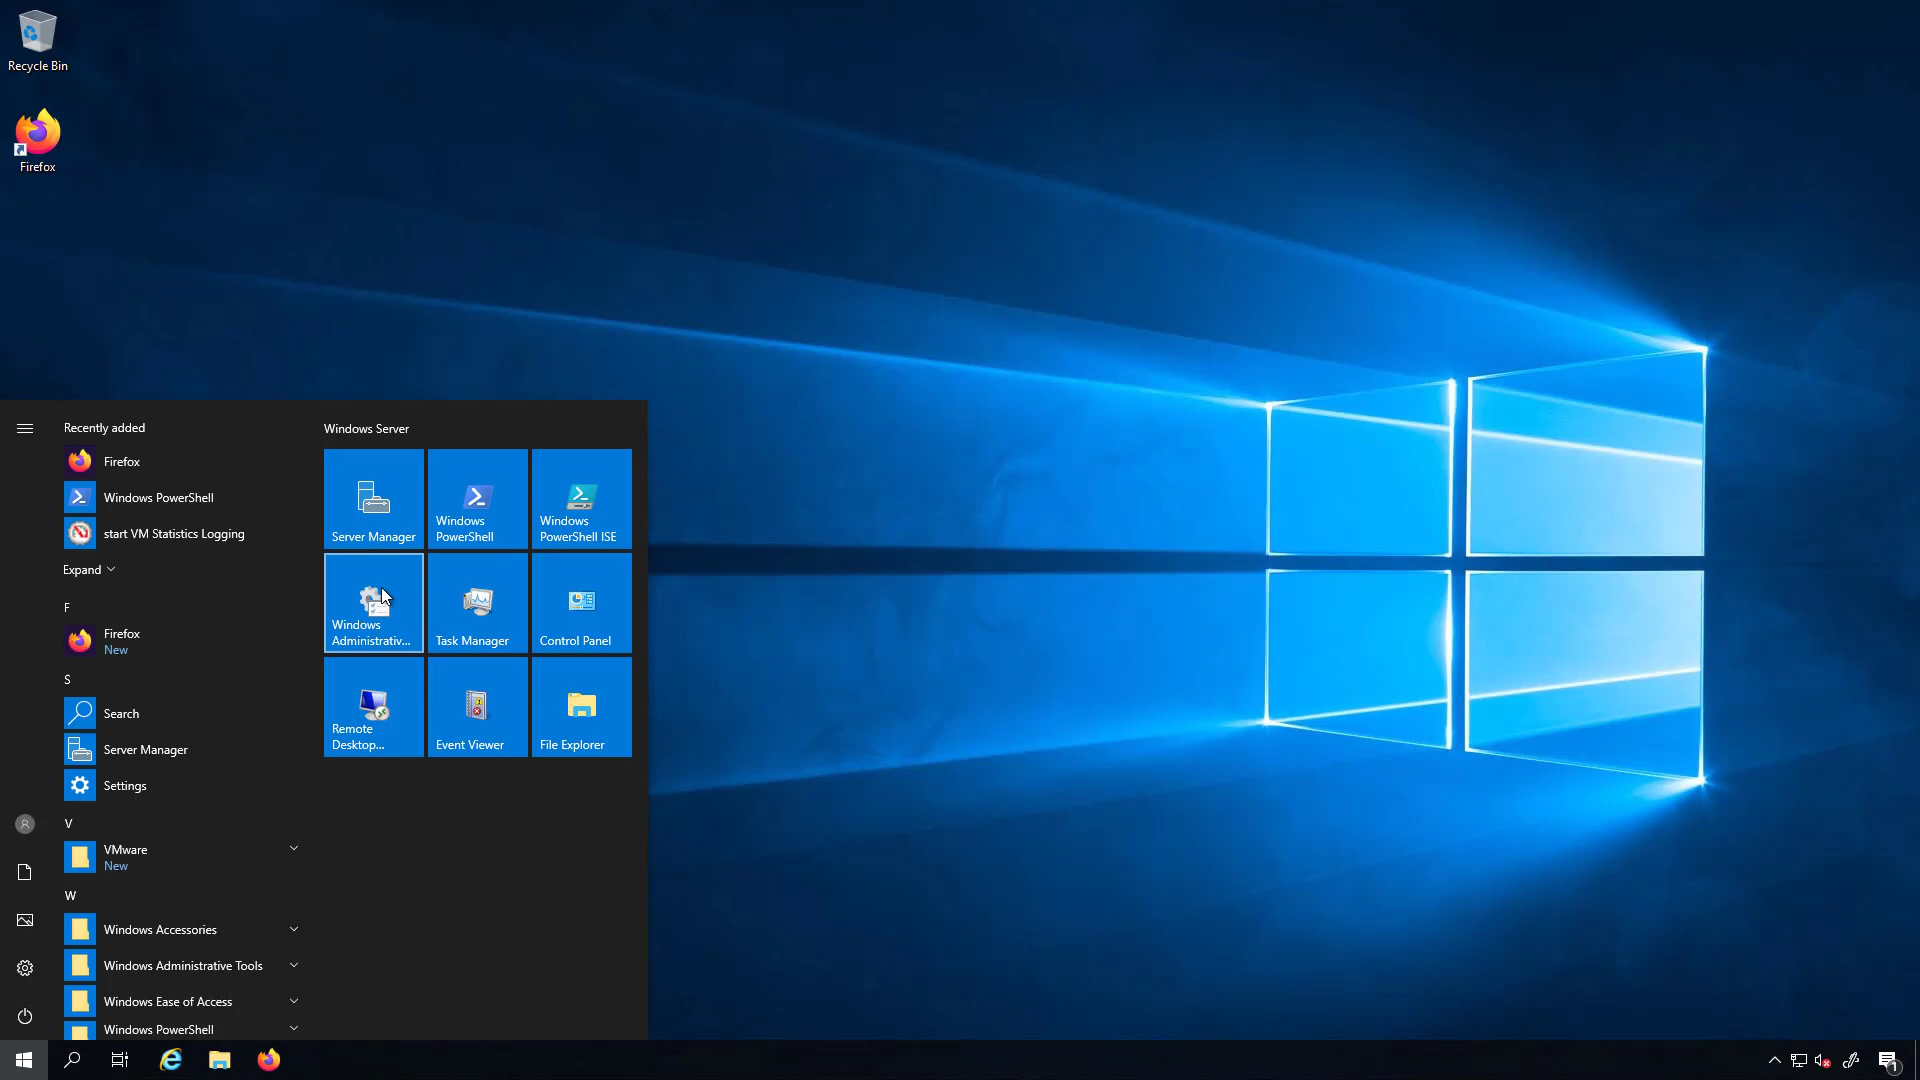 Recycle Bin
Firefox
Recently added
Firefox
Windows PowerShell
start VM Statistics Logging
Expand
F
Firefox
New
S
Search
Server Manager
Settings
V
VMware
New
W
Windows Accessories
Windows Administrative Tools
Windows Ease of Access
Windows PowerShell
Windows Server
Server Manager
Windows
PowerShell
Windows
PowerShell ISE
Windows
Administrativ...
Task Manager
Control Panel
Remote
Desktop...
Event Viewer
File Explorer
1